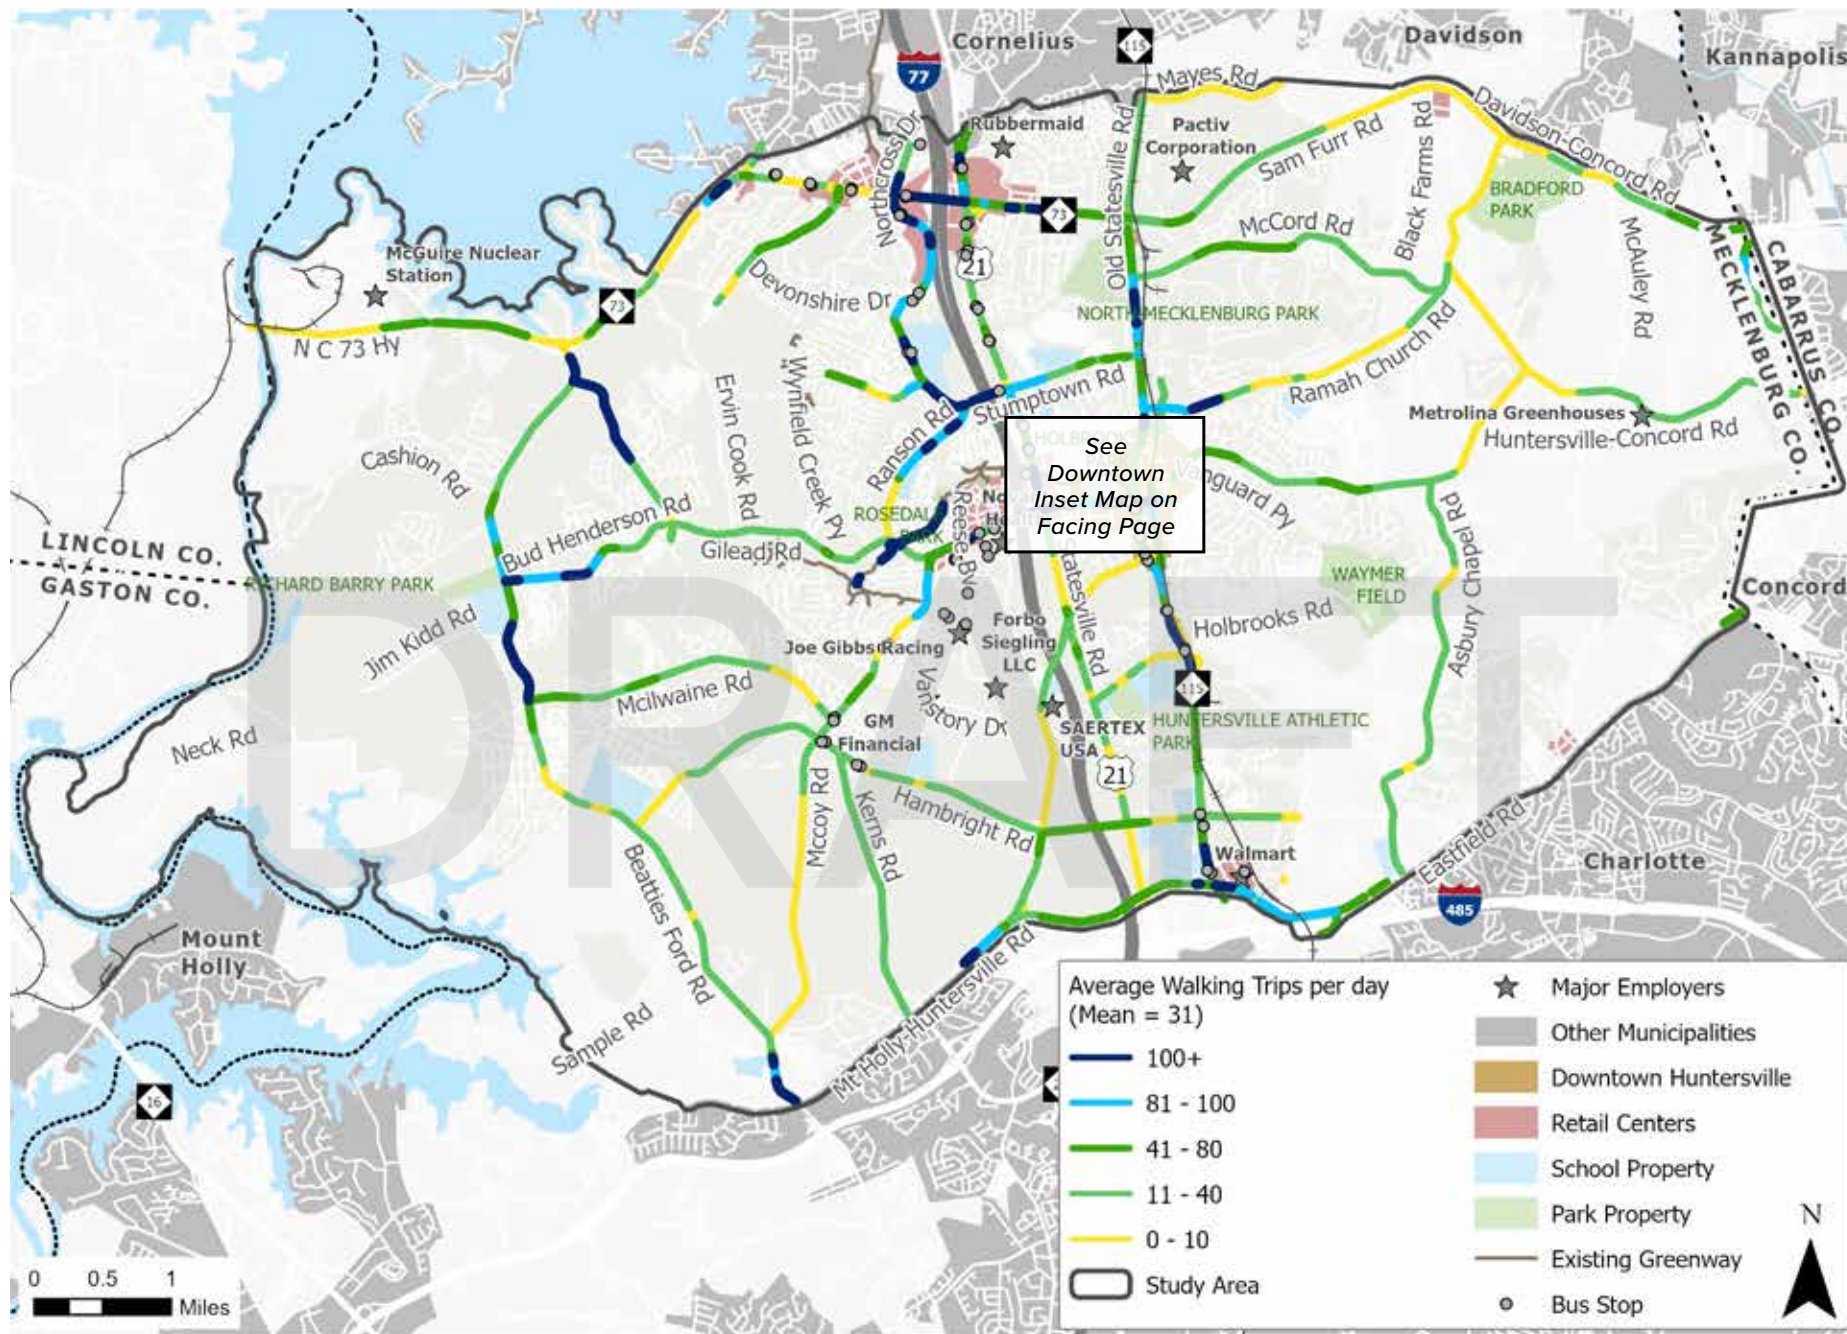 Cornelius
Davidson
Kannapolis
115
77
Mayes Rd
Rubbermaid
Pactiv
Corporation
Davidson-Concord Rd
Northcross Dr
Old Statesville Rd
Sam Furr Rd
Black Farms Rd
BRADFORD
PARK
McCord Rd
McAuley Rd
73
McGuire Nuclear
Station
21
Devonshire Dr
NORTH MECKLENBURG PARK
MECKLENBURG CO.
CABARRUS CO.
73
N C 73 Hy
Wynfield Creek Py
Ervin Cook Rd
Ranson Rd
Stumptown Rd
Ramah Church Rd
Metrolina Greenhouses
Huntersville-Concord Rd
Cashion Rd
See
Downtown
Inset Map on
Facing Page
Vanguard Py
ROSEDALE
PARK
Reese Bv
Bud Henderson Rd
Gilead Rd
Asbury Chapel Rd
LINCOLN CO.
GASTON CO.
RICHARD BARRY PARK
WAYMER
FIELD
Concord
Jim Kidd Rd
Statesville Rd
Holbrooks Rd
Joe Gibbs Racing
Forbo
Siegling
LLC
Mcilwaine Rd
Vanstory Dr
115
GM
Financial
SAERTEX
USA
HUNTERSVILLE ATHLETIC
PARK
Neck Rd
21
Mccoy Rd
Kerns Rd
Hambright Rd
Beatties Ford Rd
Walmart
Eastfield Rd
Charlotte
485
Mount
Holly
Mt Holly-Huntersville Rd
Sample Rd
16
DRAFT
Average Walking Trips per day
(Mean = 31)
100+
81 - 100
41 - 80
11 - 40
0 - 10
Study Area
Major Employers
Other Municipalities
Downtown Huntersville
Retail Centers
School Property
Park Property
Existing Greenway
Bus Stop
N
0 0.5 1
Miles